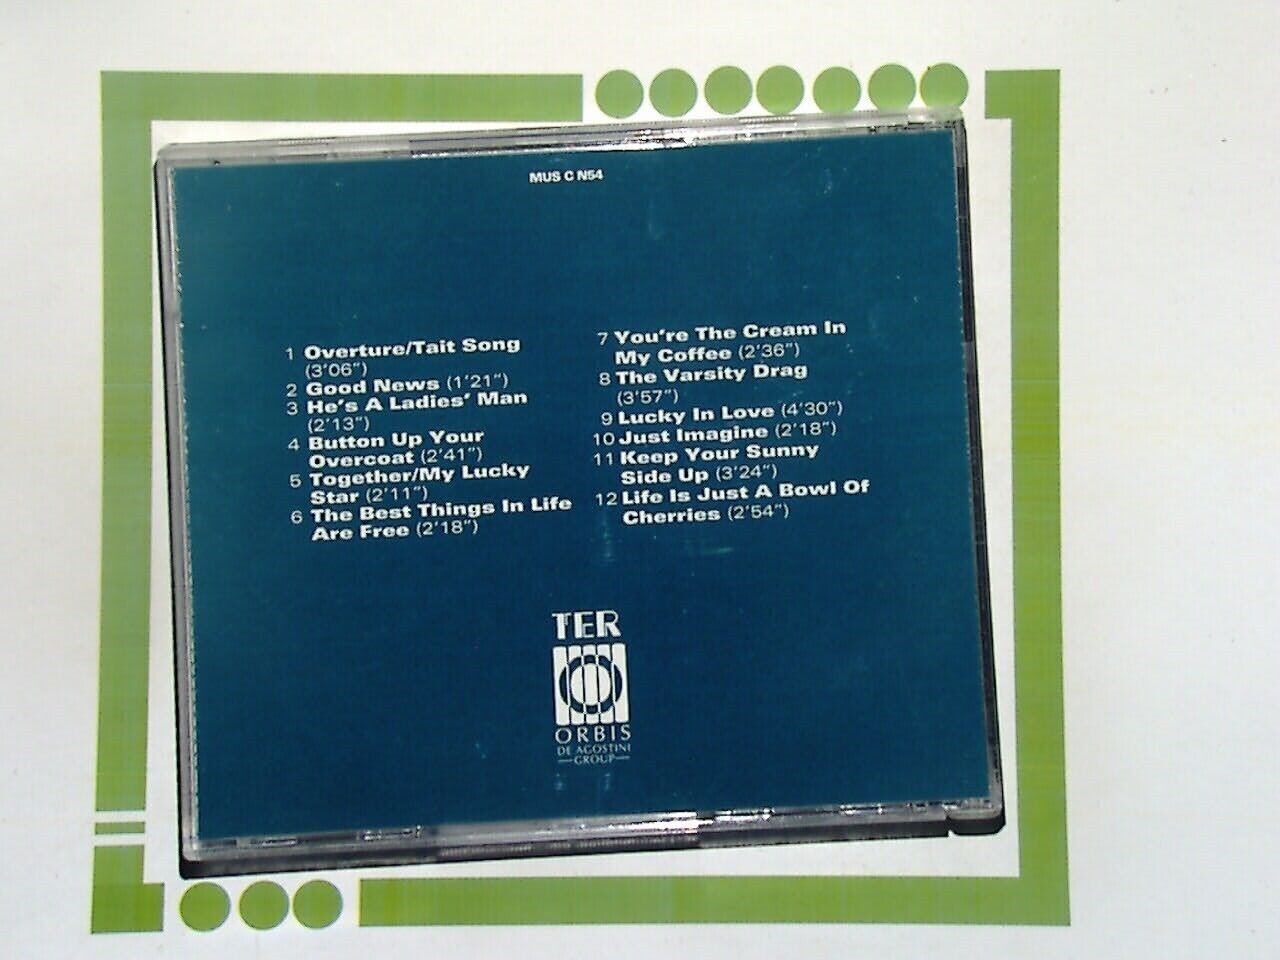 MUS C N54
1 Overture/Tait Song
(3'06")
2 Good News (1'21")
3 He's A Ladies' Man
(2'13")
4 Button Up Your
Overcoat (2'41")
5 Together/My Lucky
Star (2'11")
6 The Best Things In Life
Are Free (2'18")
7 You're The Cream In
My Coffee (2'36")
8 The Varsity Drag
(3'57")
9 Lucky In Love (4'30")
10 Just Imagine (2'18")
11 Keep Your Sunny
Side Up (3'24")
12 Life Is Just A Bowl Of
Cherries (2'54")
TER
ORBIS
DE AGOSTINI
GROUP